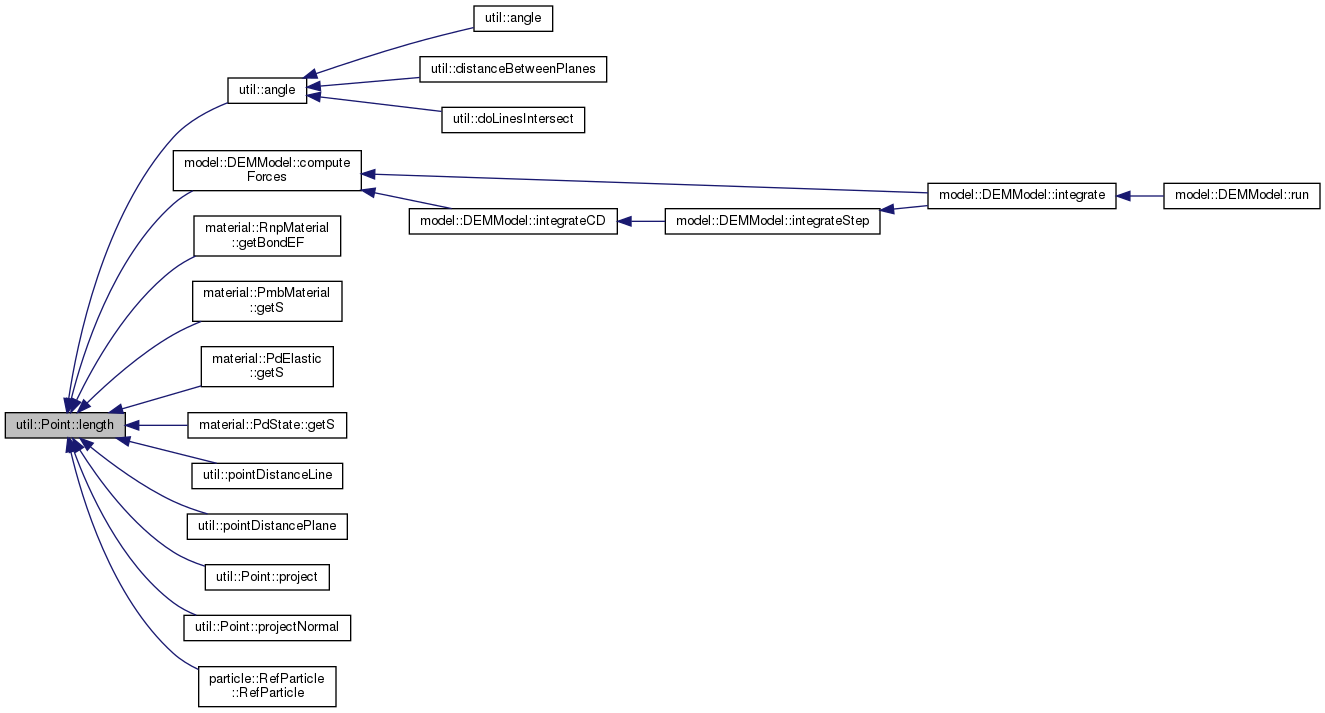 util::angle
util::distanceBetweenPlanes
util::angle
util::doLinesIntersect
model::DEMModel::compute
Forces
model::DEMModel::integrate
model::DEMModel::run
model::DEMModel::integrateCD
model::DEMModel::integrateStep
material::RnpMaterial
::getBondEF
material::PmbMaterial
::getS
material::PdElastic
::getS
util::Point::length
material::PdState::getS
util::pointDistanceLine
util::pointDistancePlane
util::Point::project
util::Point::projectNormal
particle::RefParticle
::RefParticle